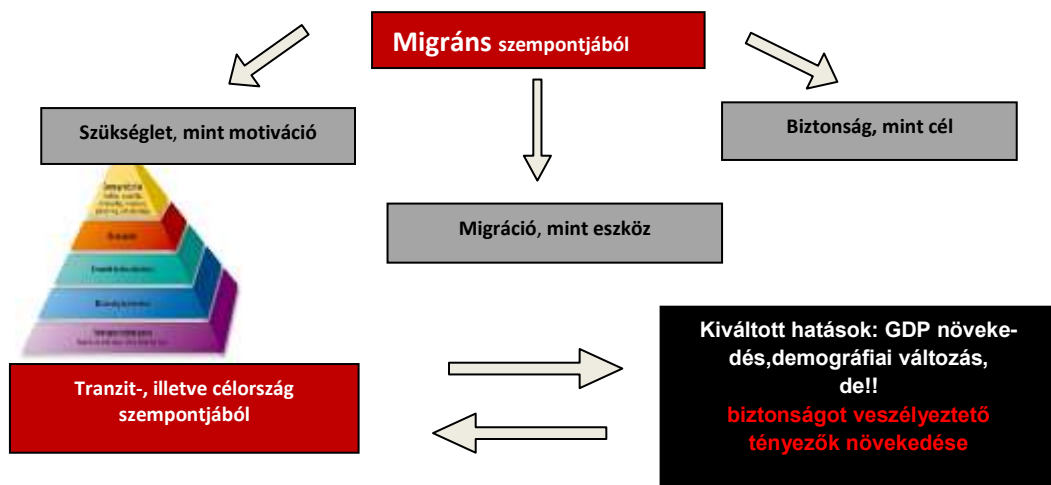 Migráns szempontjából
Szükséglet, mint motiváció
Biztonság, mint cél
Migráció, mint eszköz
Kiváltott hatások: GDP növeke-
dés,demográfiai változás,
de!!
biztonságot veszélyeztető
tényezők növekedése
Tranzit-, illetve célország
szempontjából